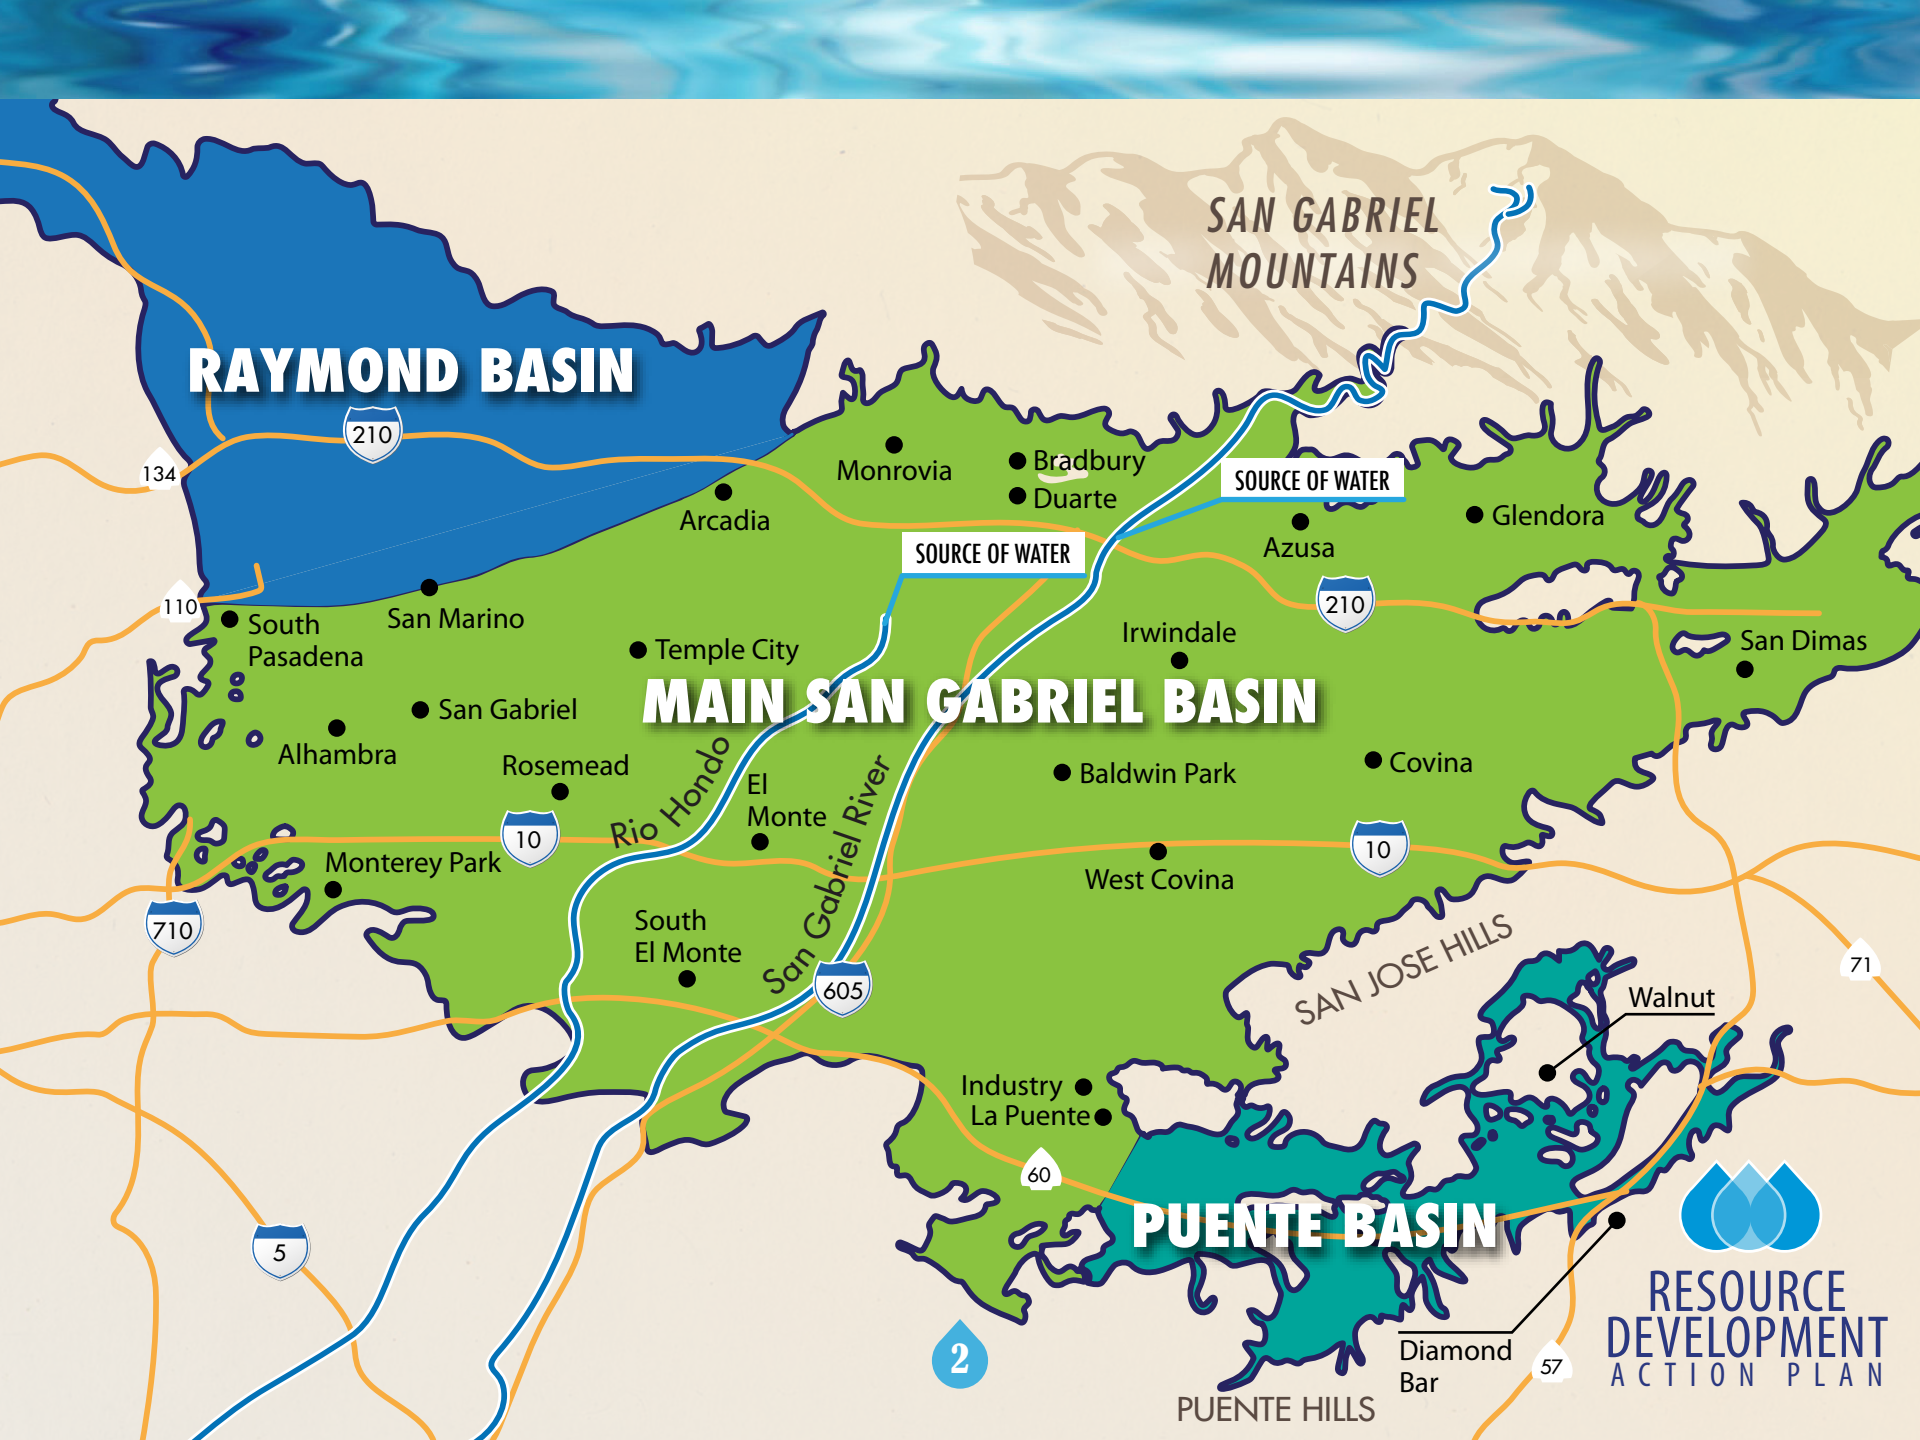 SAN GABRIEL
MOUNTAINS
RAYMOND BASIN
210
134
Monrovia
Bradbury
Duarte
SOURCE OF WATER
Arcadia
Azusa
Glendora
SOURCE OF WATER
110
South
Pasadena
San Marino
210
Irwindale
Temple City
San Dimas
MAIN SAN GABRIEL BASIN
San Gabriel
Alhambra
Rosemead
Rio Hondo
El
Monte
San Gabriel River
Baldwin Park
Covina
10
10
Monterey Park
West Covina
710
South
El Monte
605
SAN JOSE HILLS
71
Walnut
Industry
La Puente
60
PUENTE BASIN
5
2
Diamond
Bar
57
PUENTE HILLS
RESOURCE
DEVELOPMENT
ACTION PLAN